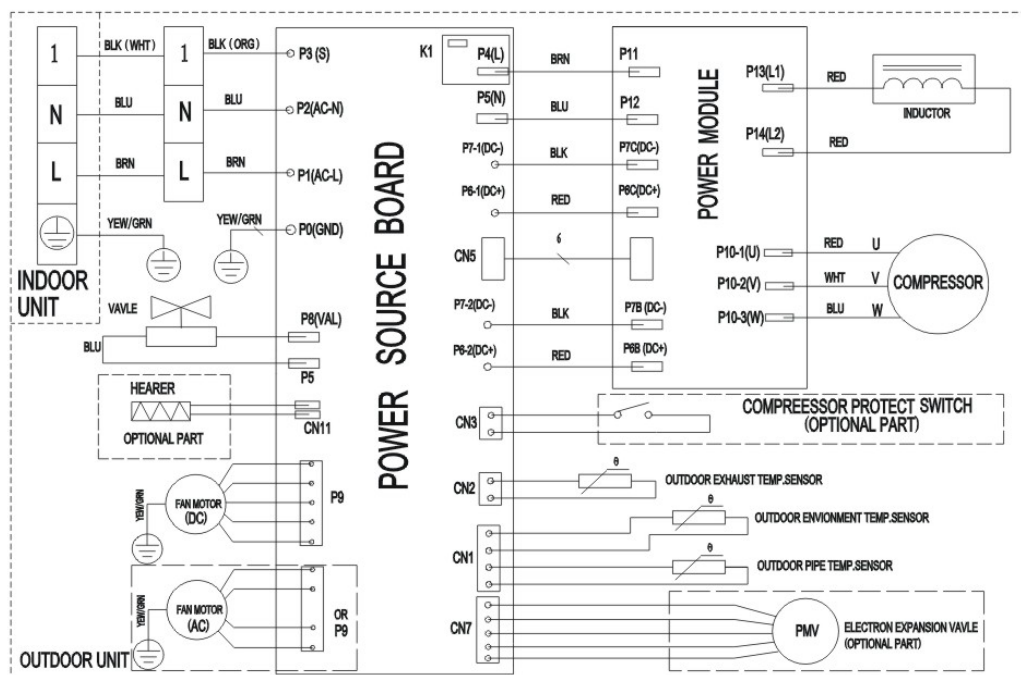 1
BLK (WHT)
1
BLK (ORG)
P3 (S)
N
BLU
N
BLU
P2(AC-N)
L
BRN
L
BRN
P1(AC-L)
YEW/GRN
YEW/GRN
P0(GND)
INDOOR
UNIT
VAVLE
P8(VAL)
BLU
P5
HEARER
OPTIONAL PART
CN11
YEW/GRN
FAN MOTOR
(DC)
P9
YEW/GRN
FAN MOTOR
(AC)
OR
P9
OUTDOOR UNIT
POWER SOURCE BOARD
K1
P4(L)
BRN
P11
P5(N)
BLU
P12
P7-1(DC-)
BLK
P7C(DC-)
P6-1(DC+)
RED
P6C(DC+)
CN5
6
P7-2(DC-)
BLK
P7B (DC-)
P6-2(DC+)
RED
P6B (DC+)
POWER MODULE
P13(L1)
RED
INDUCTOR
P14(L2)
RED
P10-1(U)
RED
U
P10-2(V)
WHT
V
COMPRESSOR
P10-3(W)
BLU
W
CN3
COMPREESSOR PROTECT SWITCH
(OPTIONAL PART)
CN2
θ
OUTDOOR EXHAUST TEMP.SENSOR
CN1
θ
OUTDOOR ENVIONMENT TEMP.SENSOR
θ
OUTDOOR PIPE TEMP.SENSOR
CN7
PMV
ELECTRON EXPANSION VAVLE
(OPTIONAL PART)